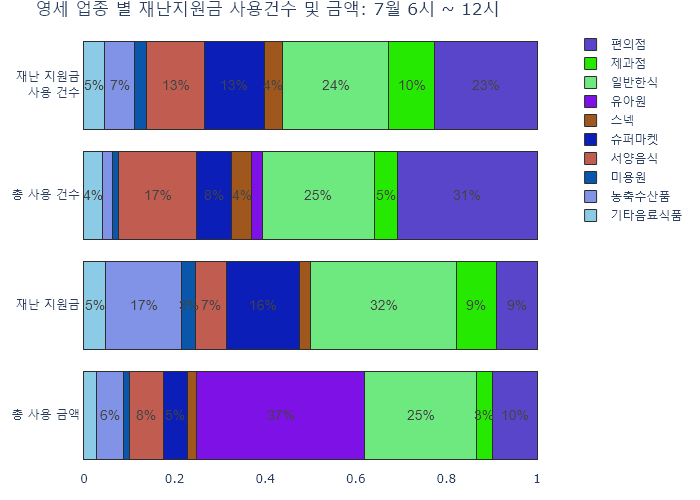 영세 업종 별 재난지원금 사용건수 및 금액: 7월 6시 ~ 12시
재난 지원금
사용 건수
5% 7% 13% 13% 4% 24% 10% 23%
총 사용 건수
4% 17% 8% 4% 25% 5% 31%
재난 지원금
5% 17% 3% 7% 16% 32% 9% 9%
총 사용 금액
6% 8% 5% 37% 25% 3% 10%
0 0.2 0.4 0.6 0.8 1
편의점
제과점
일반한식
유아원
스넥
슈퍼마켓
서양음식
미용원
농축수산품
기타음료식품